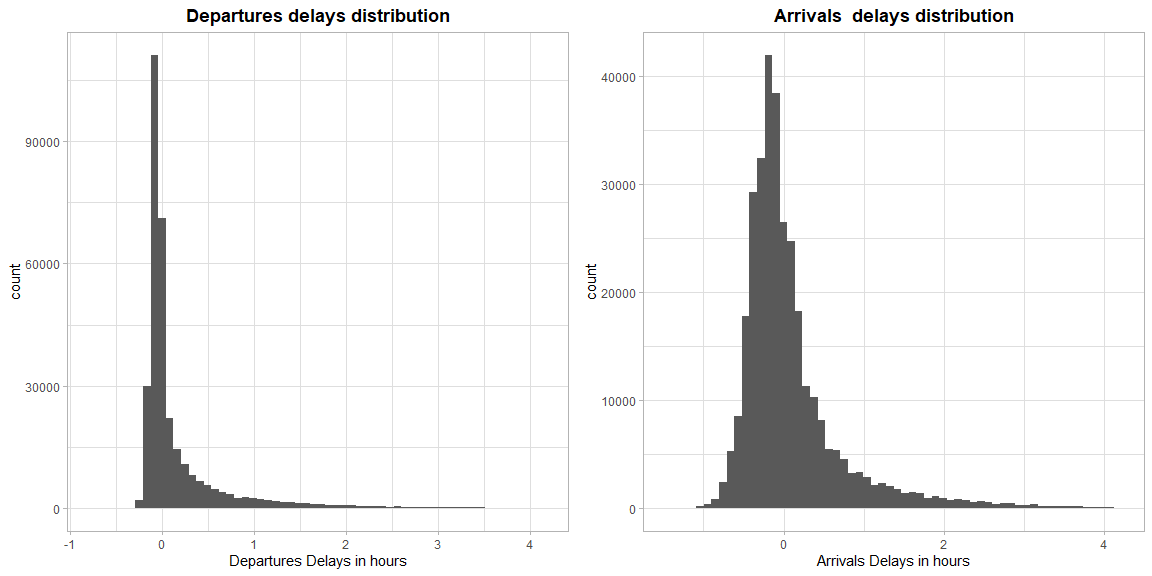 Departures delays distribution
count
90000
60000
30000
0
-1 0 1 2 3 4
Departures Delays in hours
Arrivals  delays distribution
count
40000
30000
20000
10000
0
0 2 4
Arrivals Delays in hours